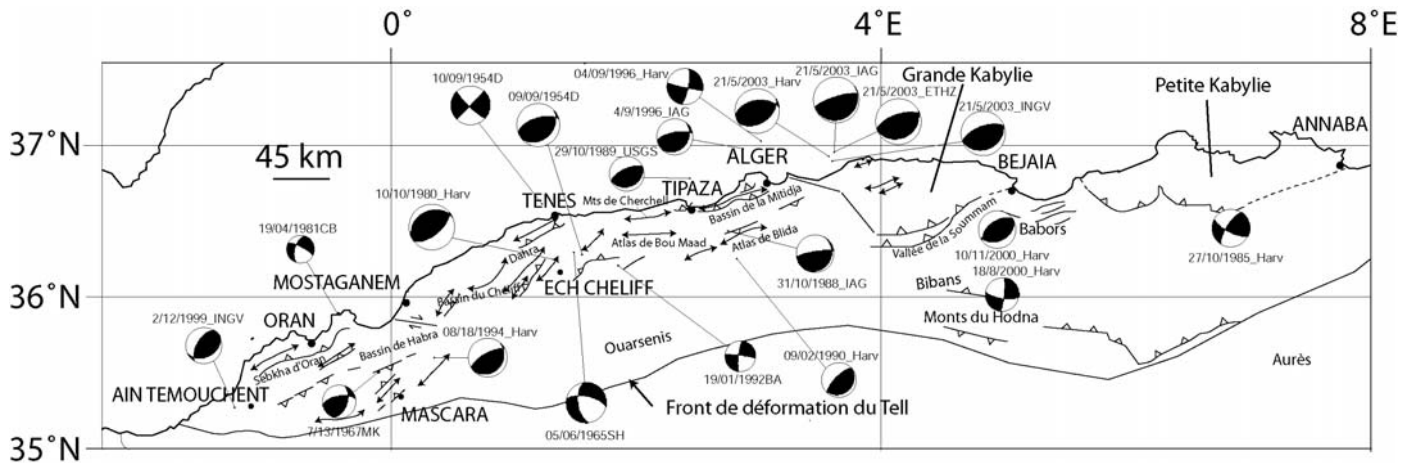 0° 4°E 8°E
10/09/1954D
04/09/1996_Harv
21/5/2003_IAG
09/09/1954D
21/5/2003_Harv
Grande Kabylie
21/5/2003_ETHZ
Petite Kabylie
4/9/1996_IAG
21/5/2003_INGV
ANNABA
37°N
45 km
29/10/1989_USGS
ALGER
BEJAIA
10/10/1980_Harv
TENES
Mts de Cherchell
TIPAZA
Bassin de la Mitidja
19/04/1981CB
Dahra
Atlas de Bou Maad
Atlas de Blida
Vallée de la Soummam
Babors
MOSTAGANEM
10/11/2000_Harv
27/10/1985_Harv
18/8/2000_Harv
31/10/1988_IAG
Bibans
Bassin du Cheliff
ECH CHELIFF
36°N
ORAN
Monts du Hodna
2/12/1999_INGV
08/18/1994_Harv
Bassin de Habra
Ouarsenis
09/02/1990_Harv
Aurès
Sebkha d'Oran
19/01/1992BA
AIN TEMOUCHENT
MASCARA
Front de déformation du Tell
7/13/1967MK
05/06/1965SH
35°N